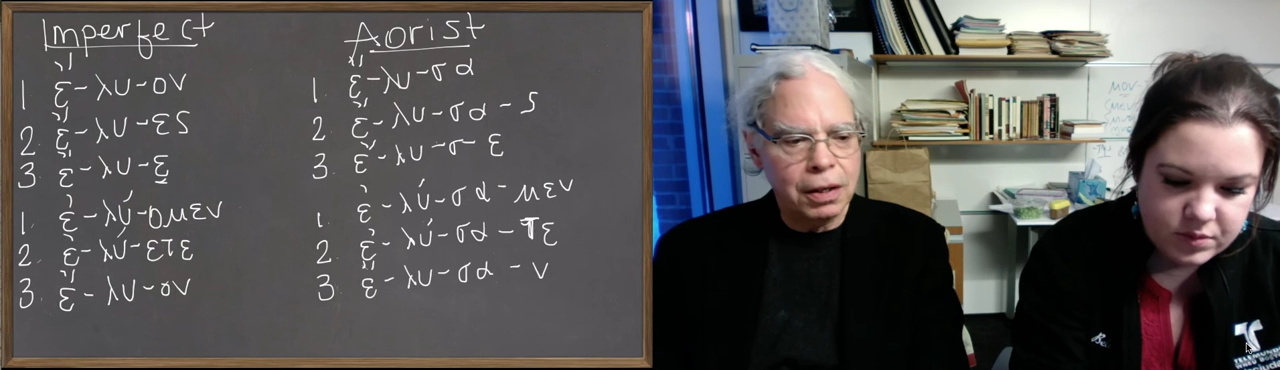 Imperfect
1 ἔ-λυ-ον
2. ἔ-λυ-ες
3. ἔ-λυ-ε
1. ἐ-λύ-ομεν
2 ἐ-λύ-ετε
3. ἔ-λυ-ον
Aorist
1. ἔ-λυ-σα
2. ἔ-λυ-σα-ς
3. ἔ-λυ-σ-ε
1. ἐ-λύ-σα-μεν
2. ἐ-λύ-σα-τε
3. ἔ-λυ-σα-ν